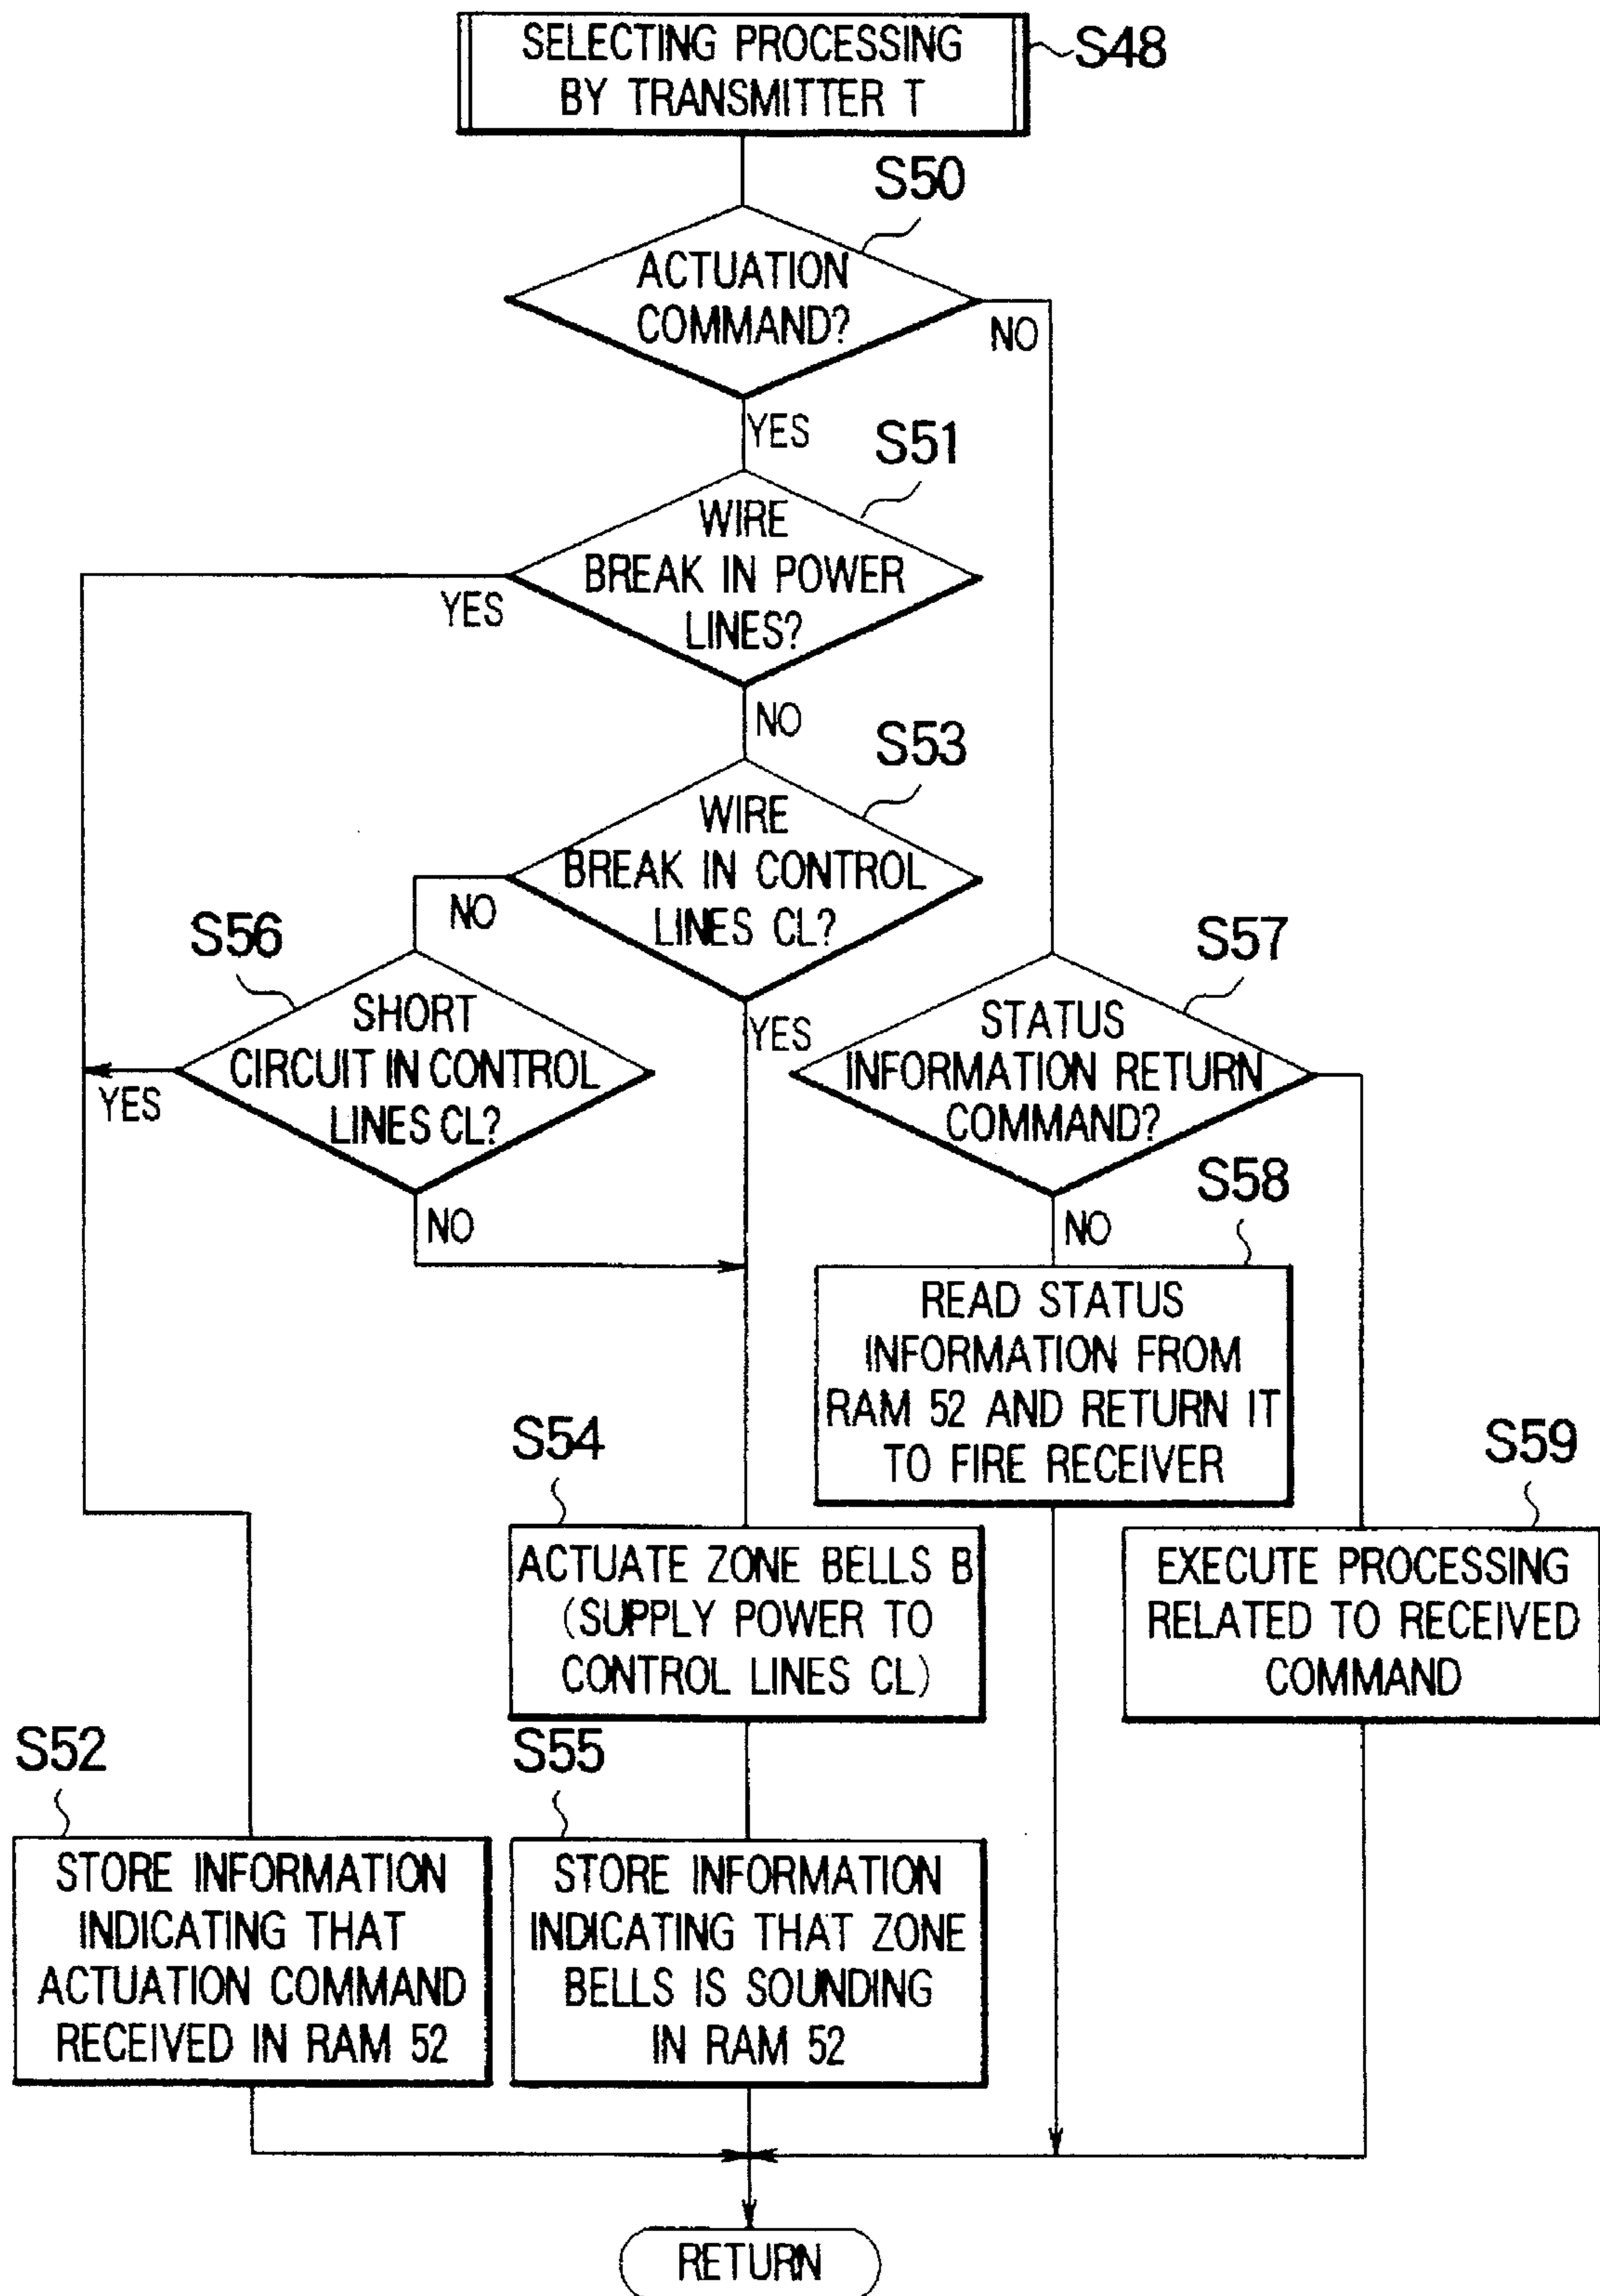 SELECTING PROCESSING
BY TRANSMITTER T
S48
S50
ACTUATION
COMMAND?
NO
YES
S51
WIRE
BREAK IN POWER
LINES?
YES
NO
S53
WIRE
BREAK IN CONTROL
LINES CL?
NO
YES
S56
SHORT
CIRCUIT IN CONTROL
LINES CL?
YES
NO
S57
STATUS
INFORMATION RETURN
COMMAND?
NO
S58
READ STATUS
INFORMATION FROM
RAM 52 AND RETURN IT
TO FIRE RECEIVER
S54
ACTUATE ZONE BELLS B
(SUPPLY POWER TO
CONTROL LINES CL)
S59
EXECUTE PROCESSING
RELATED TO RECEIVED
COMMAND
S52
STORE INFORMATION
INDICATING THAT
ACTUATION COMMAND
RECEIVED IN RAM 52
S55
STORE INFORMATION
INDICATING THAT ZONE
BELLS IS SOUNDING
IN RAM 52
RETURN